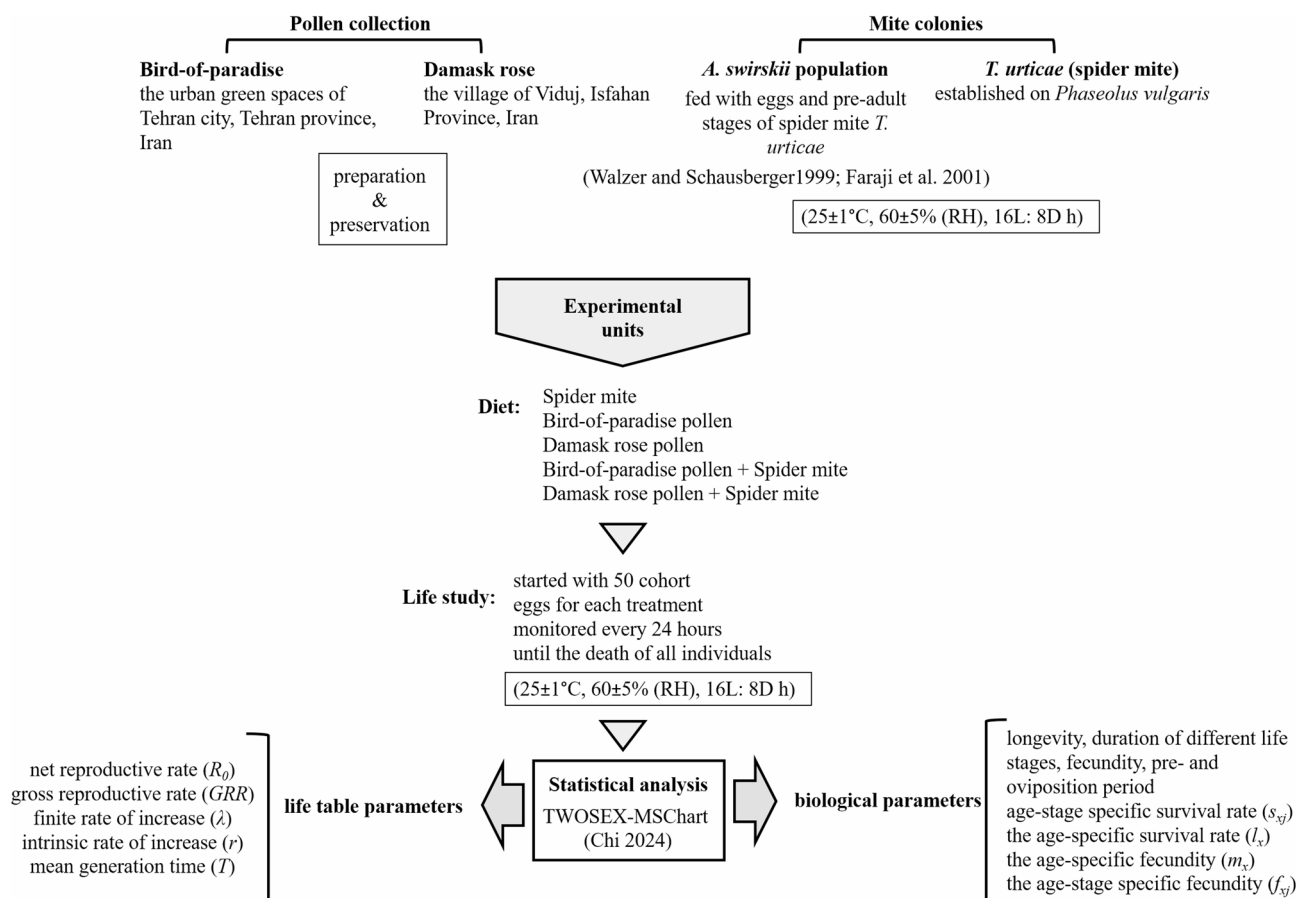 Pollen collection
Bird-of-paradise
the urban green spaces of
Tehran city, Tehran province,
Iran
Damask rose
the village of Viduj, Isfahan
Province, Iran
preparation
&
preservation
Mite colonies
A. swirskii population
fed with eggs and pre-adult
stages of spider mite T.
urticae
T. urticae (spider mite)
established on Phaseolus vulgaris
(Walzer and Schausberger1999; Faraji et al. 2001)
(25±1°C, 60±5% (RH), 16L: 8D h)
Experimental
units
Diet:
Spider mite
Bird-of-paradise pollen
Damask rose pollen
Bird-of-paradise pollen + Spider mite
Damask rose pollen + Spider mite
Life study:
started with 50 cohort
eggs for each treatment
monitored every 24 hours
until the death of all individuals
(25±1°C, 60±5% (RH), 16L: 8D h)
Statistical analysis
TWOSEX-MSChart
(Chi 2024)
life table parameters
net reproductive rate (R0)
gross reproductive rate (GRR)
finite rate of increase (λ)
intrinsic rate of increase (r)
mean generation time (T)
biological parameters
longevity, duration of different life
stages, fecundity, pre- and
oviposition period
age-stage specific survival rate (sxj)
the age-specific survival rate (lx)
the age-specific fecundity (mx)
the age-stage specific fecundity (fxj)